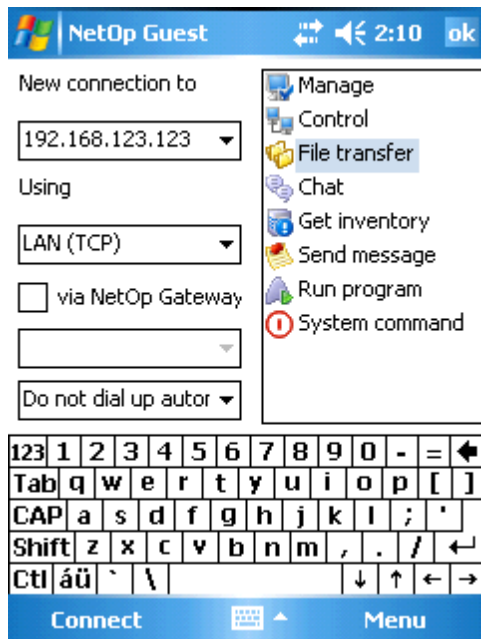 NetOp Guest 2:10 ok
New connection to
192.168.123.123
Using
LAN (TCP)
via NetOp Gateway
Do not dial up autor
Manage
Control
File transfer
Chat
Get inventory
Send message
Run program
System command
123 1 2 3 4 5 6 7 8 9 0 - = 🡄
Tab q w e r t y u i o p [ ]
CAP a s d f g h j k l ; '
Shift z x c v b n m , . / ↵
Ctl áü ` \ ↓ ↑ ← →
Connect Menu